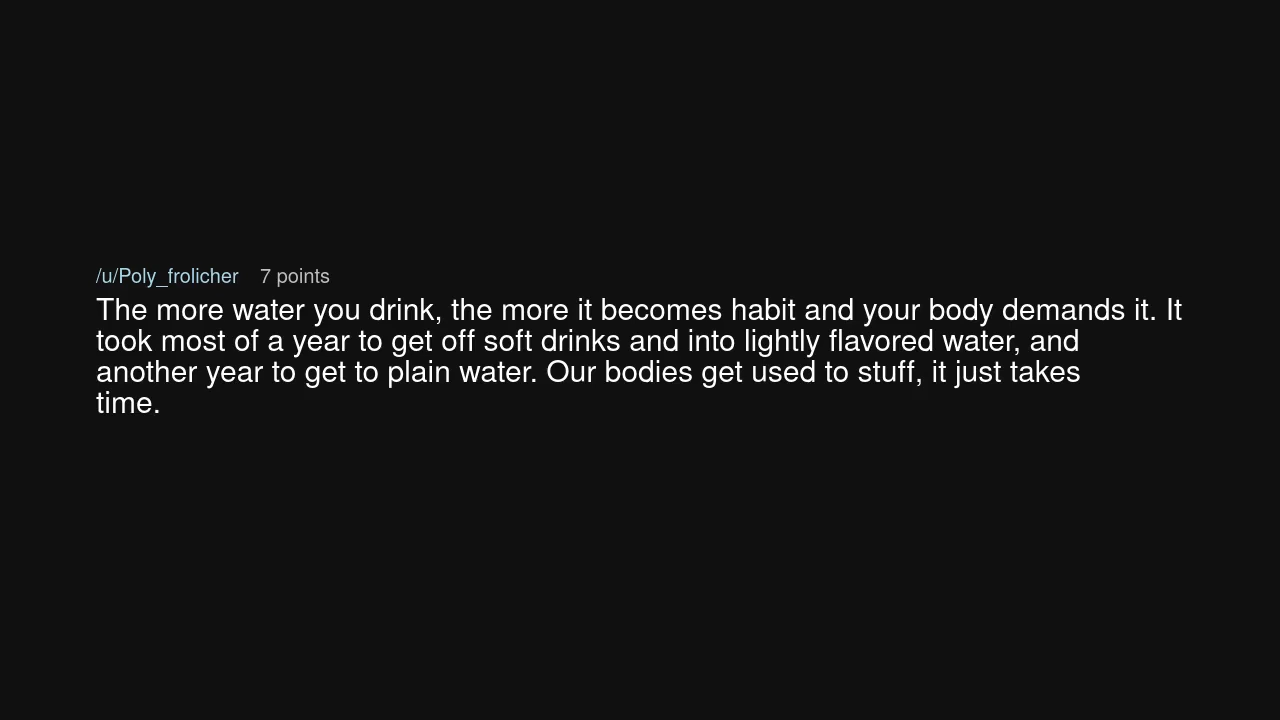 /u/Poly_frolicher 7 points
The more water you drink, the more it becomes habit and your body demands it. It
took most of a year to get off soft drinks and into lightly flavored water, and
another year to get to plain water. Our bodies get used to stuff, it just takes
time.